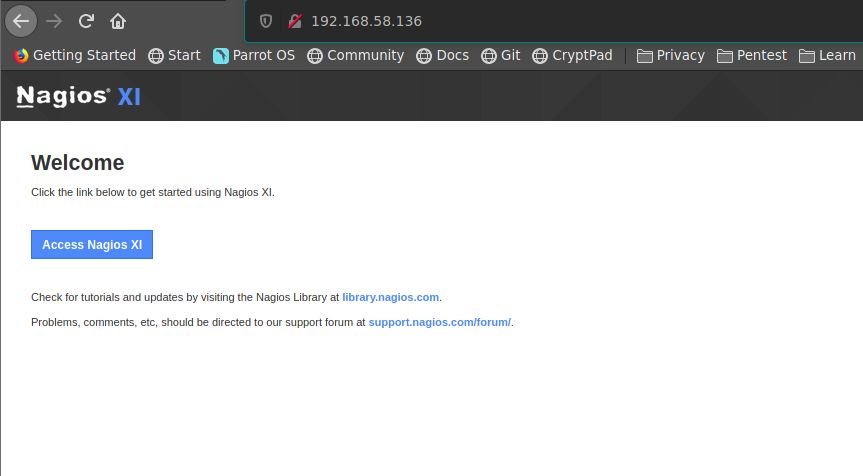 192.168.58.136
Getting Started Start Parrot OS Community Docs Git CryptPad Privacy Pentest Learn
Nagios® XI
Welcome
Click the link below to get started using Nagios XI.
Access Nagios XI
Check for tutorials and updates by visiting the Nagios Library at library.nagios.com.
Problems, comments, etc, should be directed to our support forum at support.nagios.com/forum/.